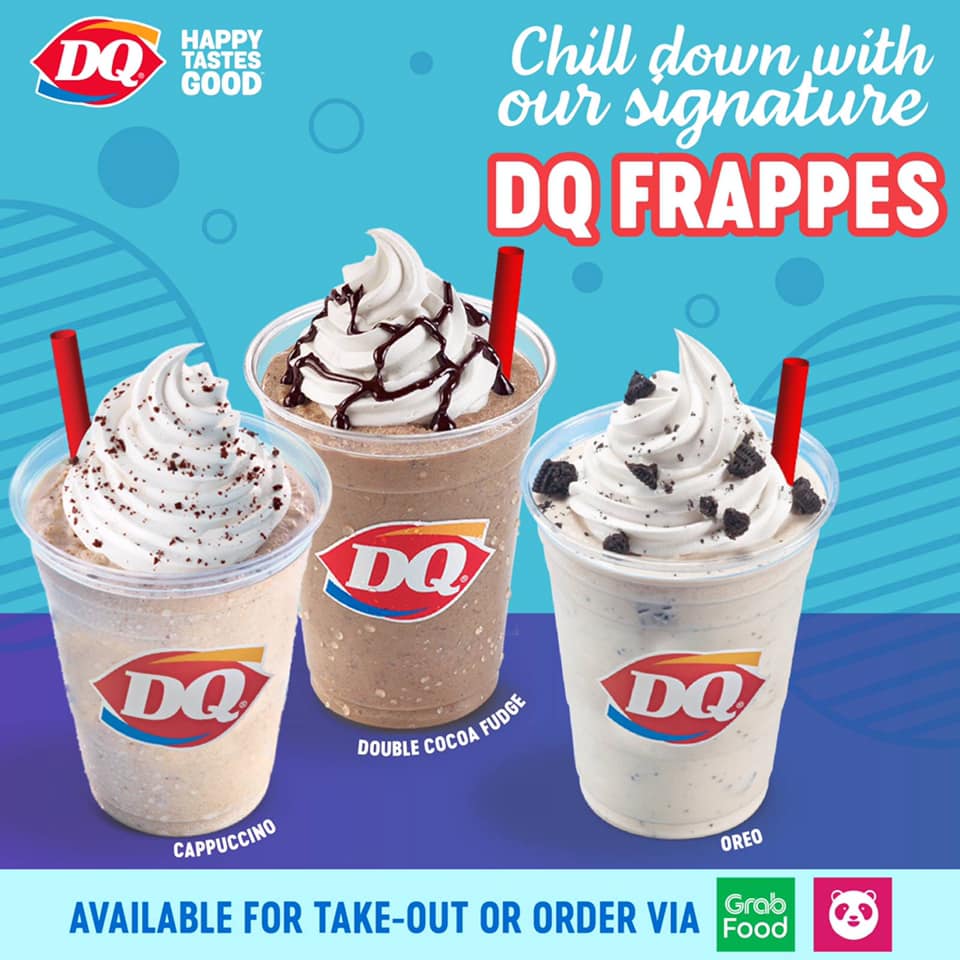 DQ®
HAPPY
TASTES
GOOD™
Chill down with
our signature
DQ FRAPPES
DQ®
DQ®
DQ®
DOUBLE COCOA FUDGE
CAPPUCCINO
OREO
AVAILABLE FOR TAKE-OUT OR ORDER VIA
Grab
Food